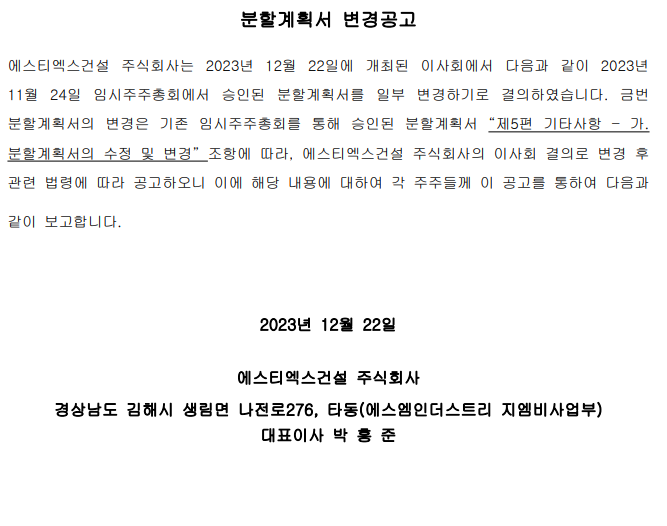 분할계획서 변경공고
에스티엑스건설 주식회사는 2023년 12월 22일에 개최된 이사회에서 다음과 같이 2023년
11월 24일 임시주주총회에서 승인된 분할계획서를 일부 변경하기로 결의하였습니다. 금번
분할계획서의 변경은 기존 임시주주총회를 통해 승인된 분할계획서 “제5편 기타사항 – 가.
분할계획서의 수정 및 변경” 조항에 따라, 에스티엑스건설 주식회사의 이사회 결의로 변경 후
관련 법령에 따라 공고하오니 이에 해당 내용에 대하여 각 주주들께 이 공고를 통하여 다음과
같이 보고합니다.
2023년 12월 22일
에스티엑스건설 주식회사
경상남도 김해시 생림면 나전로276, 타동(에스엠인더스트리 지엠비사업부)
대표이사 박 홍 준